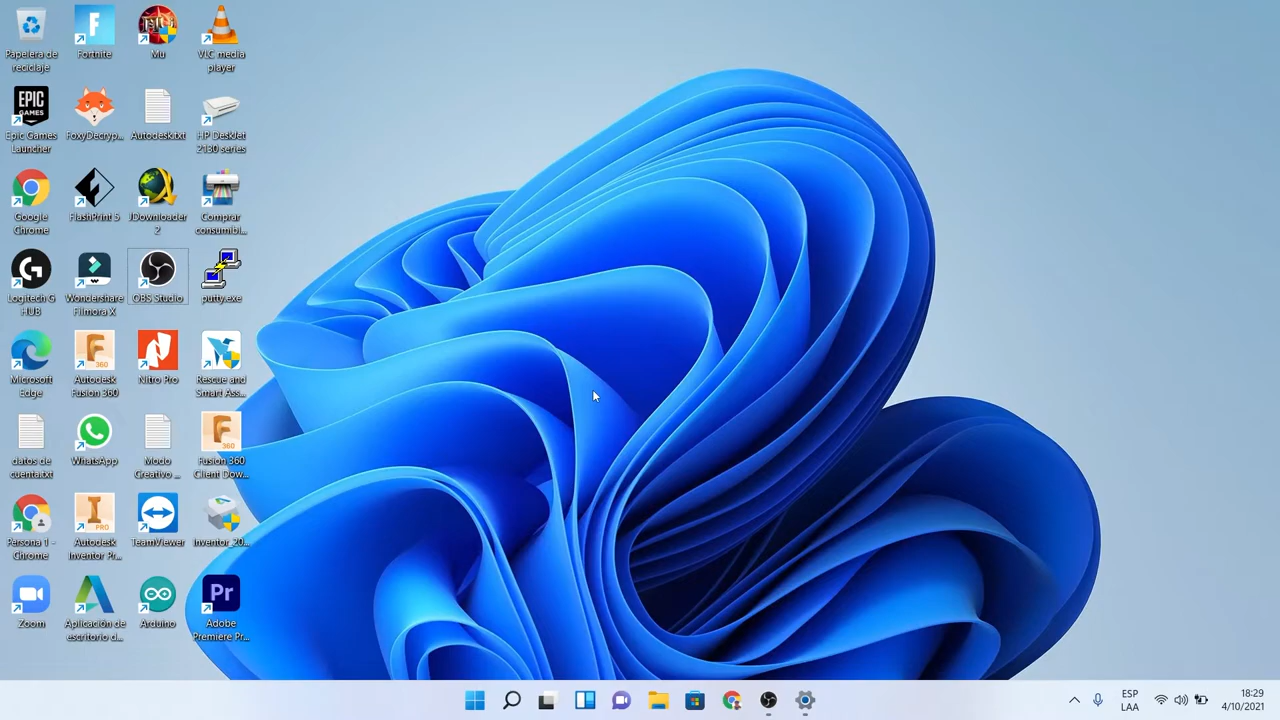 Papelera de
reciclaje
Fortnite
Mu
VLC media
player
EPIC
GAMES
Epic Games
Launcher
FoxyDecryp...
Autodesk.txt
HP DeskJet
2130 series
Google
Chrome
FlashPrint 5
JDownloader
2
Comprar
consumibl...
Logitech G
HUB
Wondershare
Filmora X
OBS Studio
putty.exe
Microsoft
Edge
360
Autodesk
Fusion 360
Nitro Pro
Rescue and
Smart Ass...
datos de
cuenta.txt
WhatsApp
Modo
Creativo ...
360
Fusion 360
Client Dow...
Persona 1 -
Chrome
PRO
Autodesk
Inventor Pr...
TeamViewer
Inventor_20...
Zoom
Aplicación de
escritorio d...
Arduino
Pr
Adobe
Premiere Pr...
ESP
LAA
18:29
4/10/2021